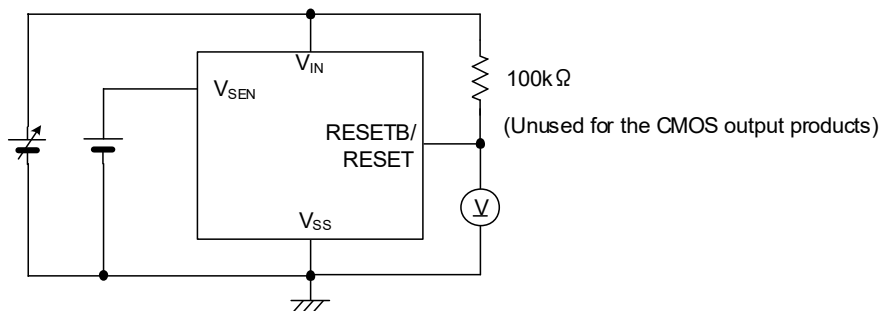 V_IN
V_SEN
100kΩ
(Unused for the CMOS output products)
RESETB/
RESET
V
V_SS